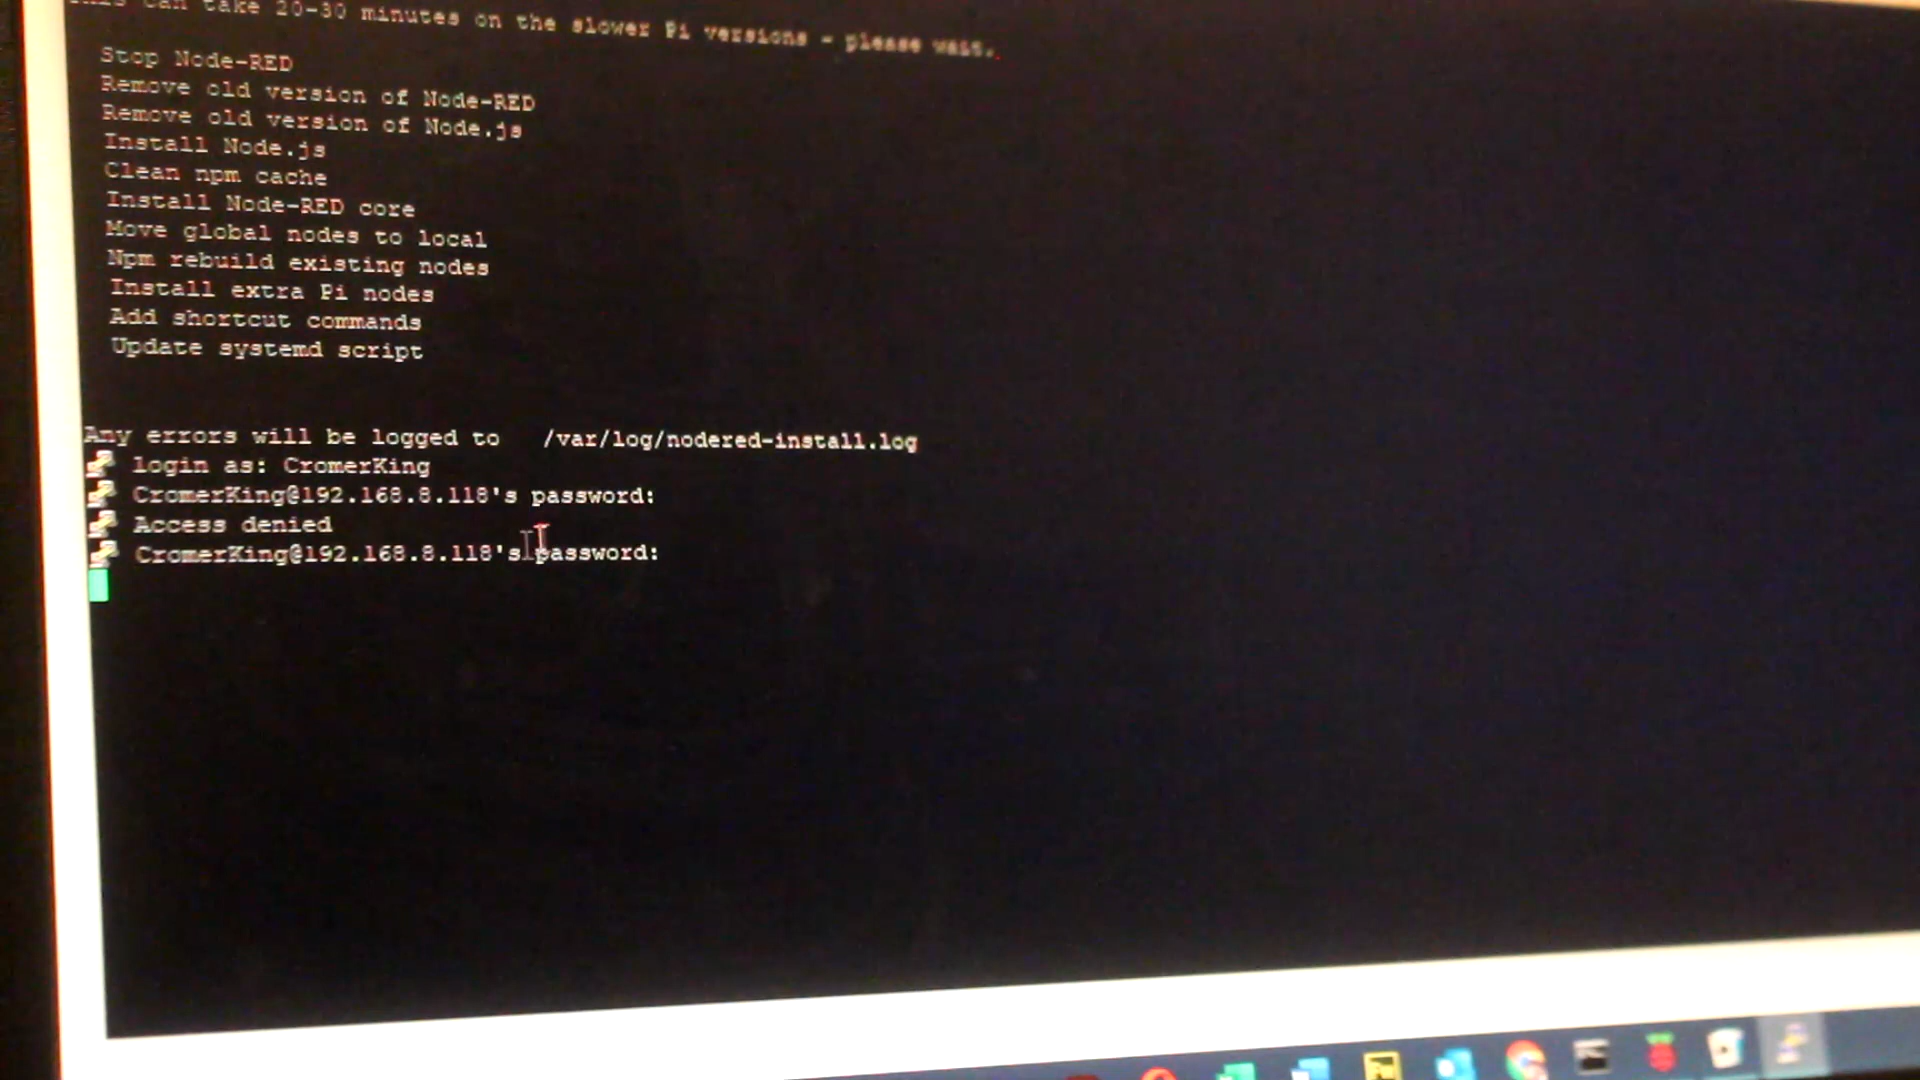 This can take 20-30 minutes on the slower Pi versions - please wait.
Stop Node-RED
Remove old version of Node-RED
Remove old version of Node.js
Install Node.js
Clean npm cache
Install Node-RED core
Move global nodes to local
Npm rebuild existing nodes
Install extra Pi nodes
Add shortcut commands
Update systemd script
Any errors will be logged to /var/log/nodered-install.log
login as: CromerKing
CromerKing@192.168.8.118's password:
Access denied
CromerKing@192.168.8.118's password:
Fw